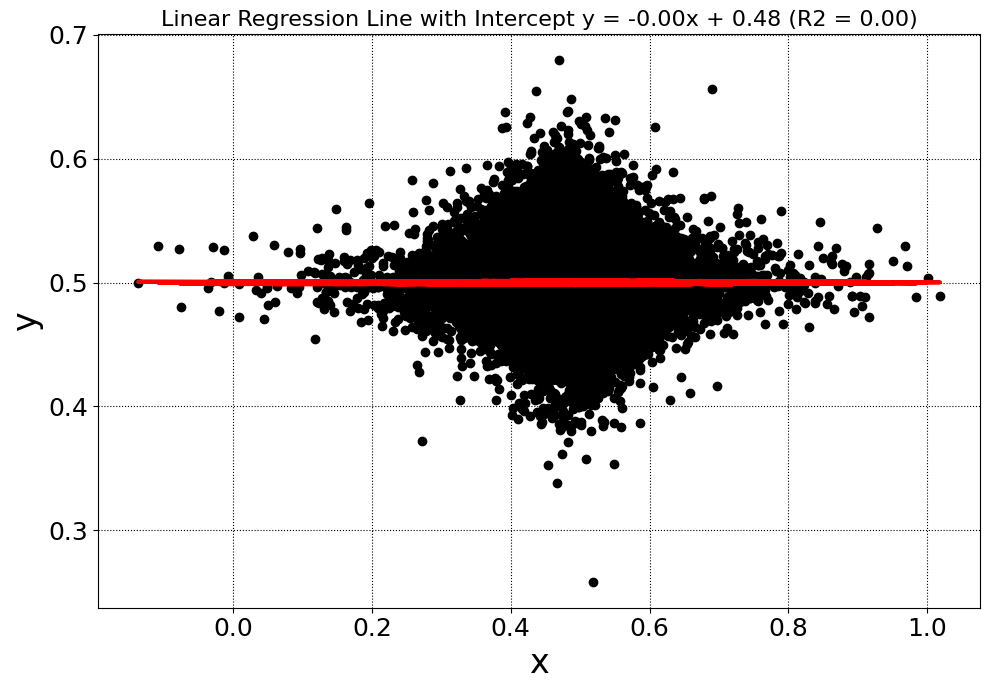 Linear Regression Line with Intercept y = -0.00x + 0.48 (R2 = 0.00)
0.7
0.6
0.5
0.4
0.3
y
0.0 0.2 0.4 0.6 0.8 1.0
x